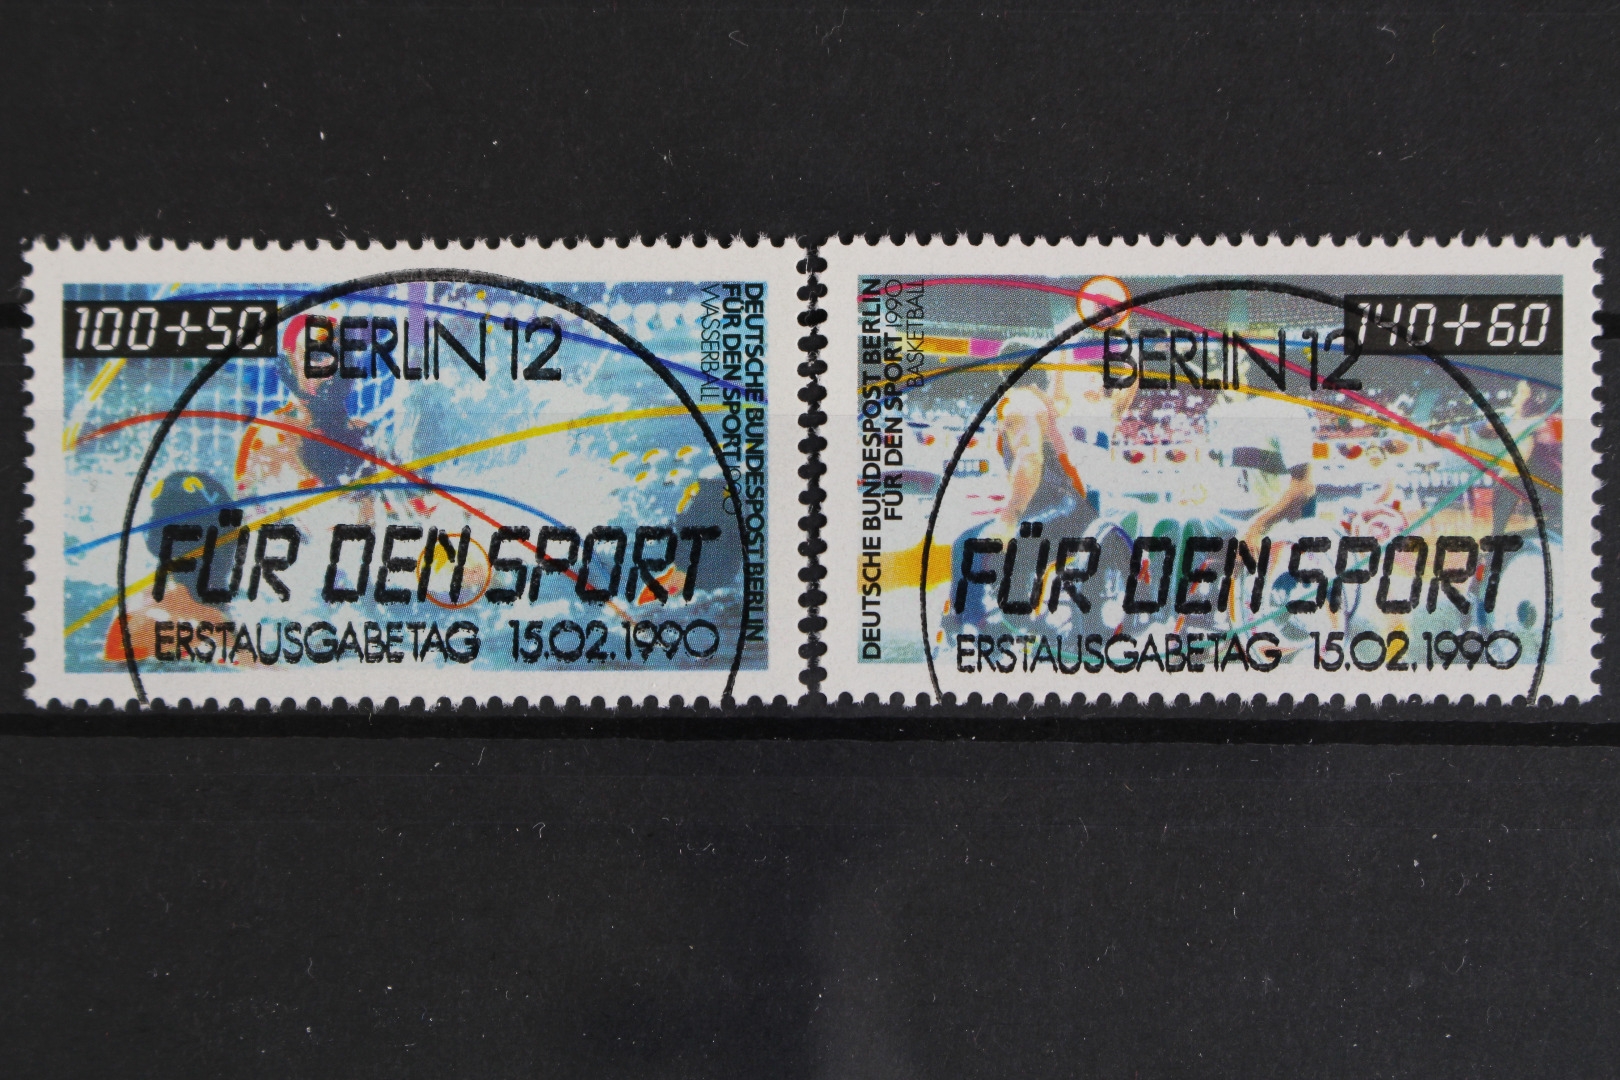 100+50
DEUTSCHE BUNDESPOST BERLIN
FÜR DEN SPORT 1990
WASSERBALL
BERLIN 12
FÜR DEN SPORT
ERSTAUSGABETAG 15.02.1990
140+60
DEUTSCHE BUNDESPOST BERLIN
FÜR DEN SPORT 1990
BASKETBALL
BERLIN 12
FÜR DEN SPORT
ERSTAUSGABETAG 15.02.1990